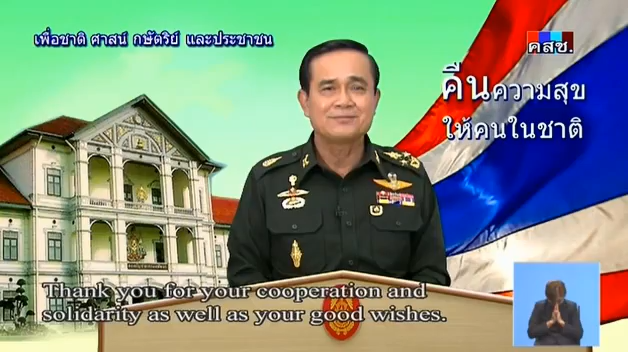 เพื่อชาติ ศาสน์ กษัตริย์ และประชาชน
คสช.
คืนความสุข
ให้คนในชาติ
Thank you for your cooperation and
solidarity as well as your good wishes.